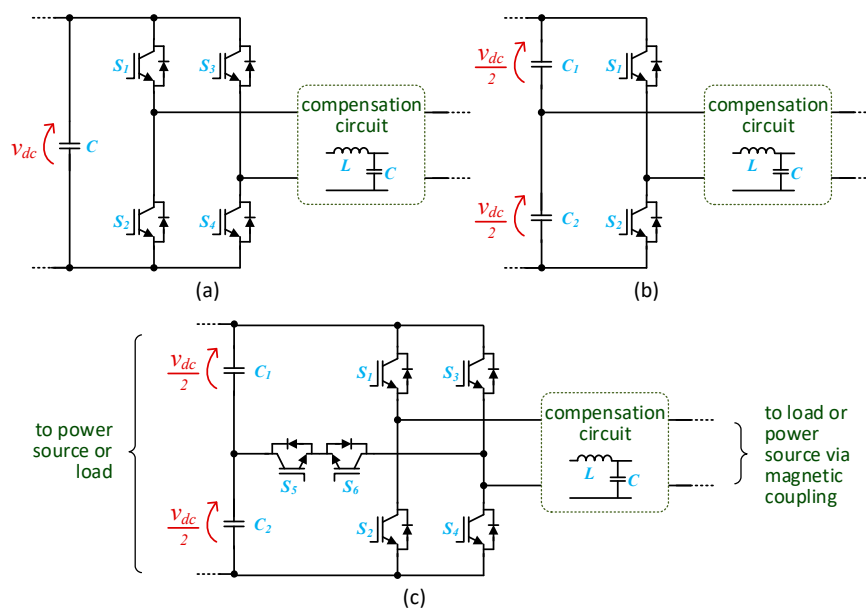 S1
S3
compensation
circuit
vdc
C
L
C
S2
S4
(a)
vdc
2
C1
S1
compensation
circuit
L
C
vdc
2
C2
S2
(b)
vdc
2
C1
S1
S3
to power
source or
load
compensation
circuit
L
C
to load or
power
source via
magnetic
coupling
S5
S6
vdc
2
C2
S2
S4
(c)